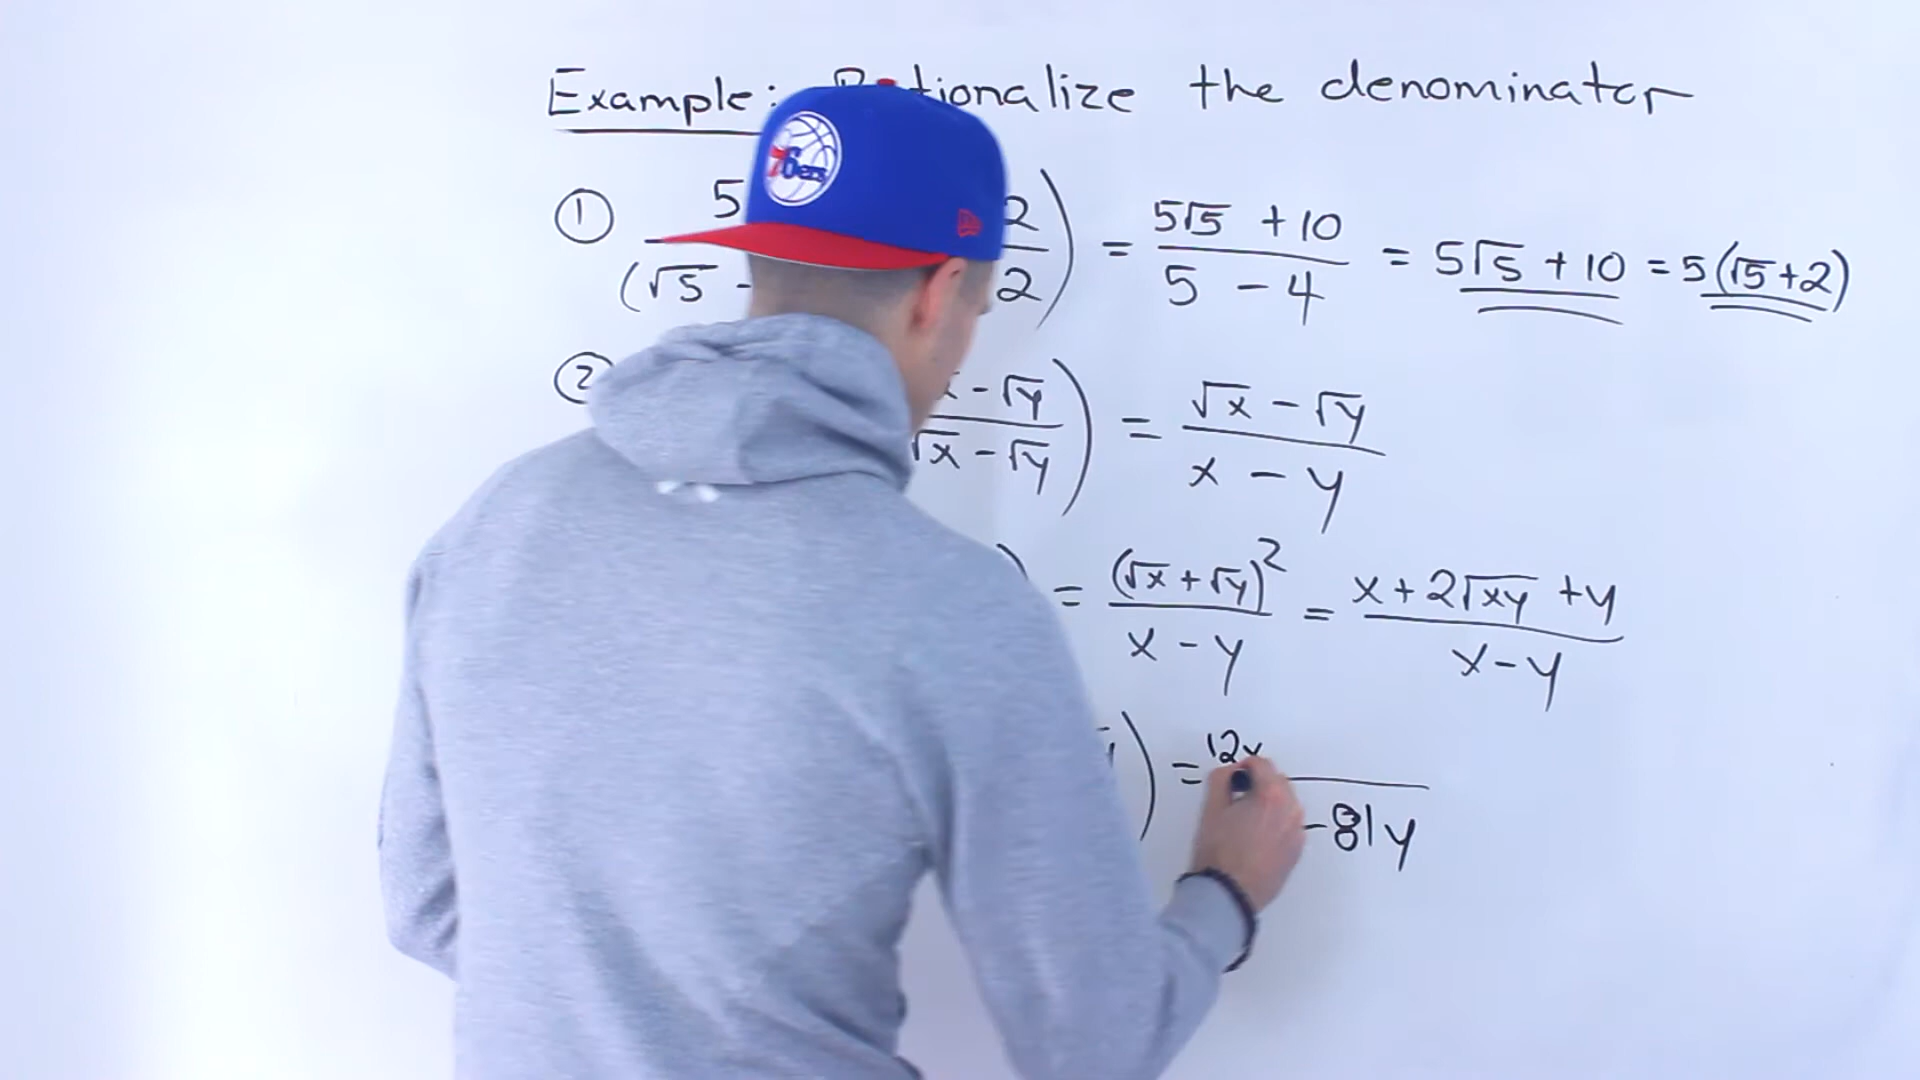 Example: Rationalize the denominator
① 5 2) = 5√5 + 10 / 5 - 4 = 5√5 + 10 = 5(√5+2)
(√5 - 2
② x - √y / √x - √y) = √x - √y / x - y
) = (√x + √y)² / x - y = x + 2√xy + y / x - y
) = 12x / - 81y
76ers